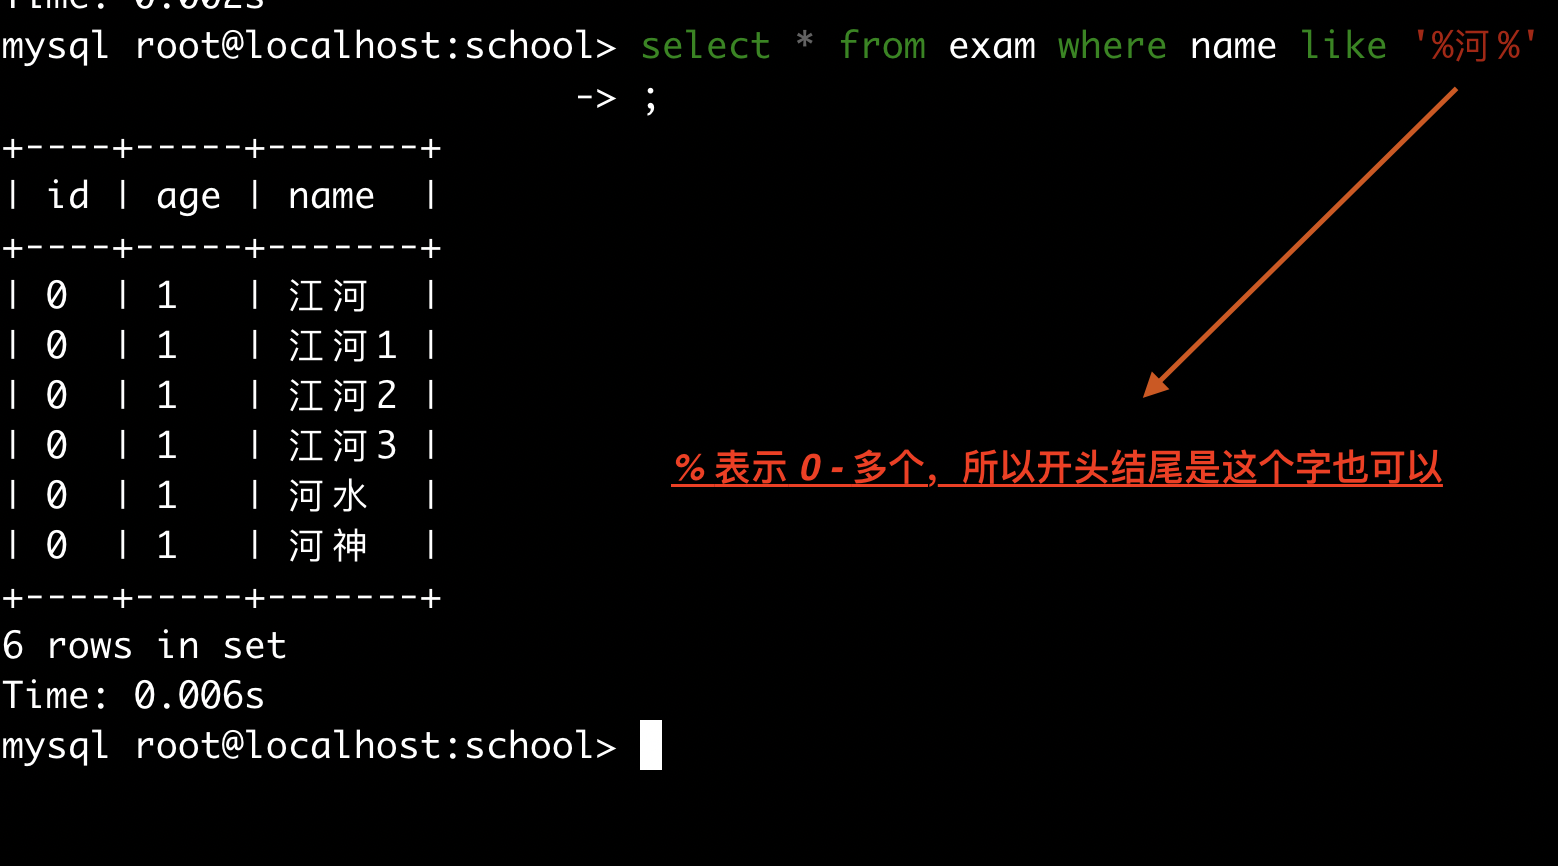 Time: 0.002s
mysql root@localhost:school> select * from exam where name like '%河%'
-> ;
+----+-----+-------+
| id | age | name  |
+----+-----+-------+
| 0  | 1   | 江河  |
| 0  | 1   | 江河1 |
| 0  | 1   | 江河2 |
| 0  | 1   | 江河3 |
| 0  | 1   | 河水  |
| 0  | 1   | 河神  |
+----+-----+-------+
% 表示 0 - 多个，所以开头结尾是这个字也可以
6 rows in set
Time: 0.006s
mysql root@localhost:school>